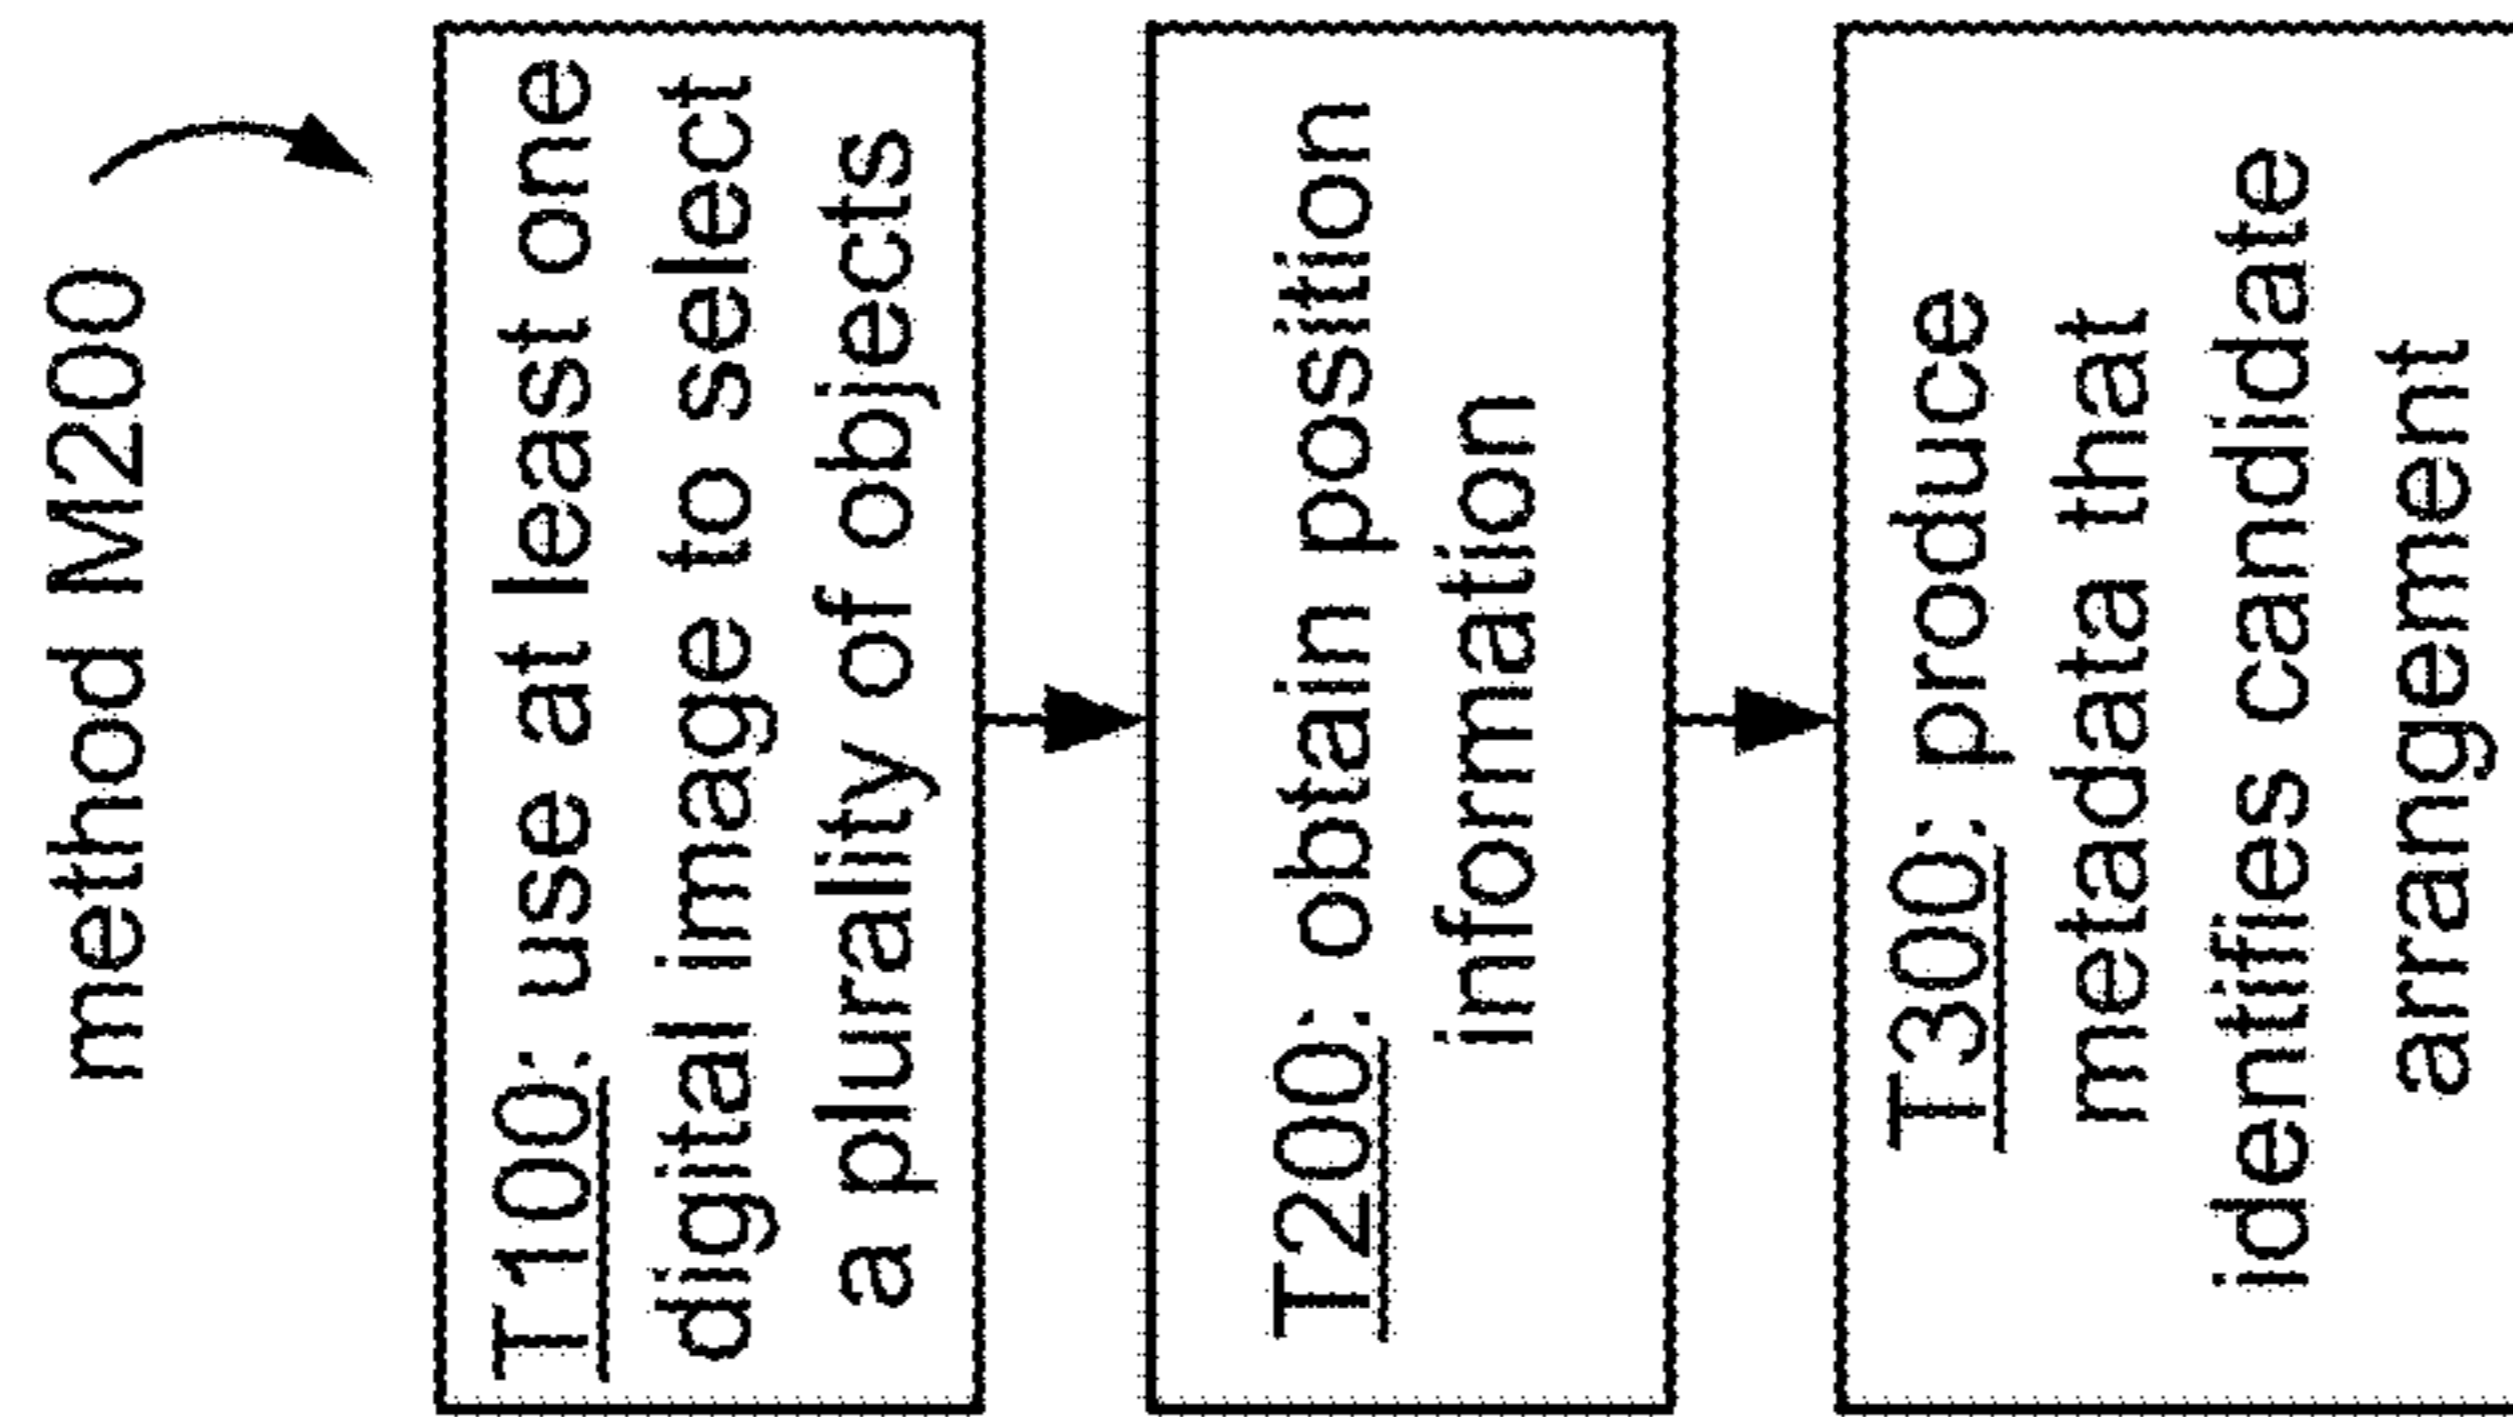 method M200
T100: use at least one
digital image to select
a plurality of objects
T200: obtain position
information
T300: produce
metadata that
identifies candidate
arrangement